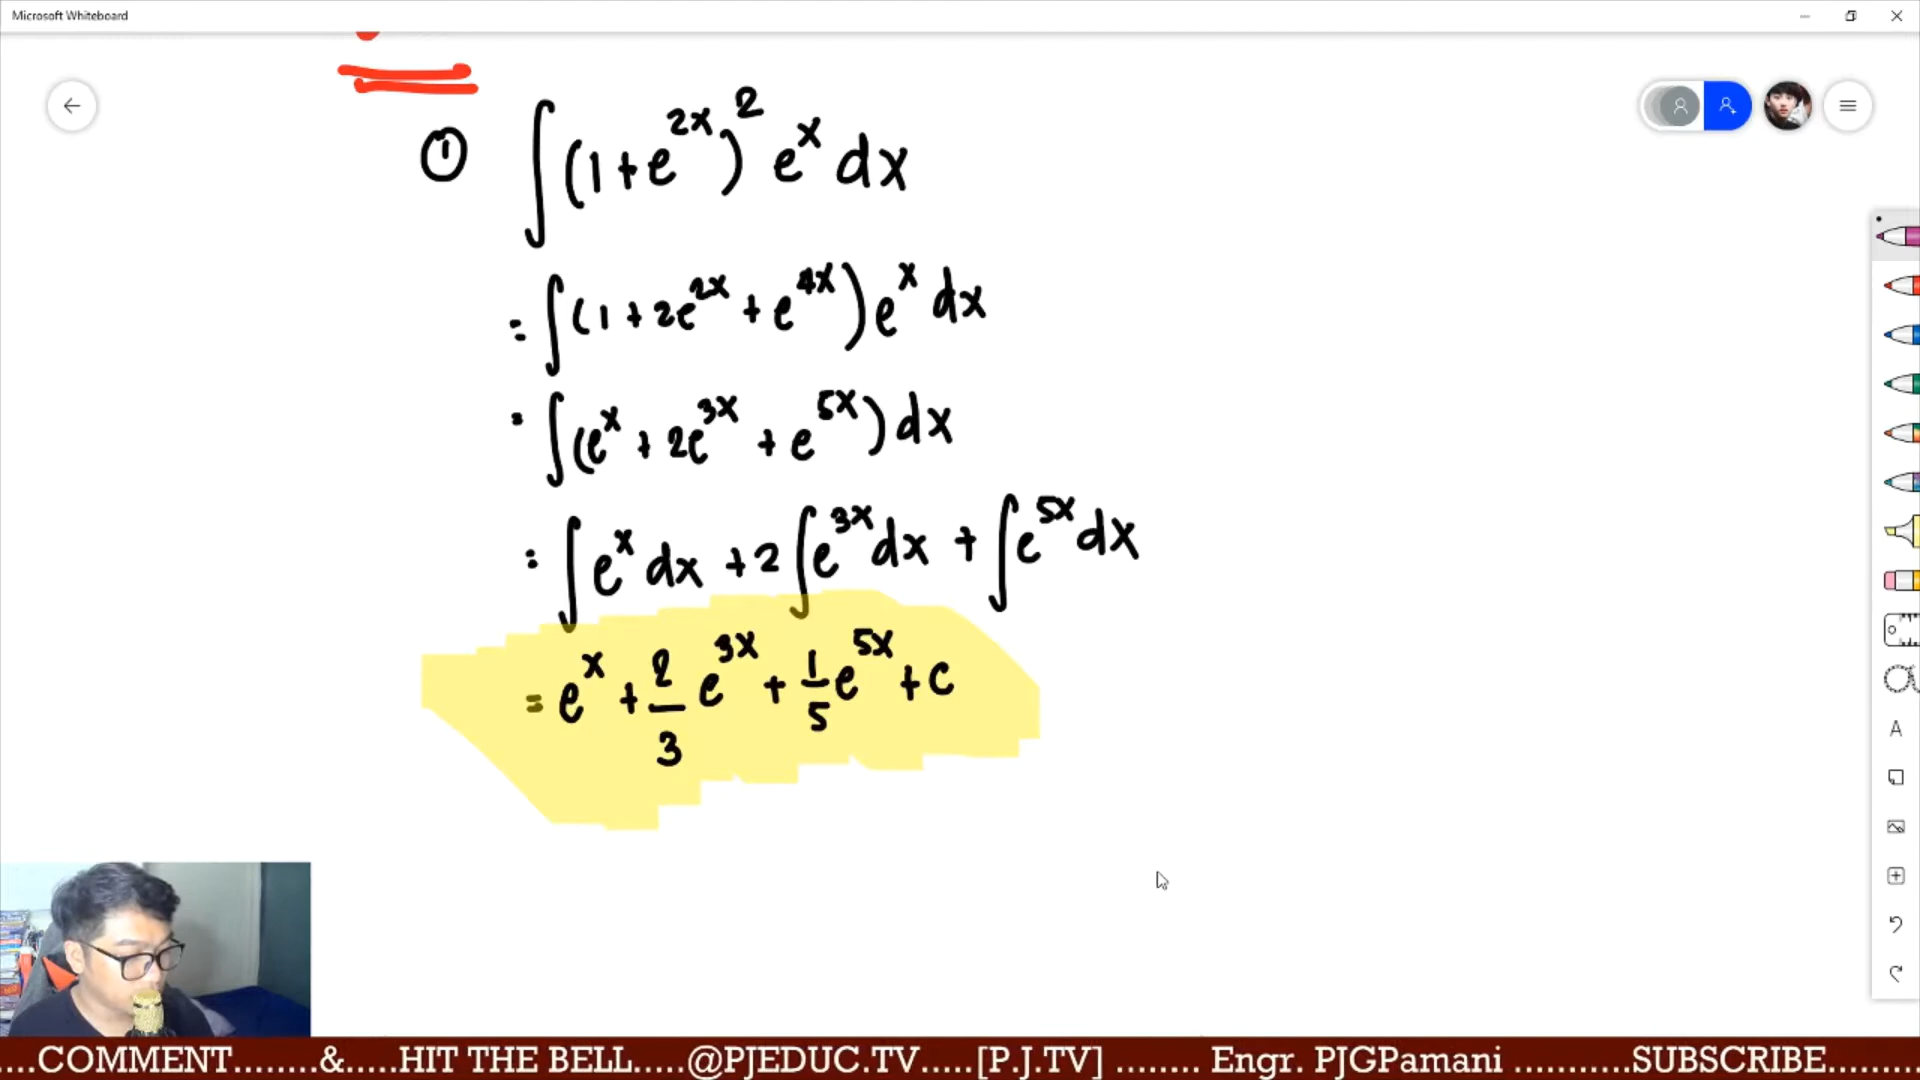 Microsoft Whiteboard
① ∫(1+e^{2x})^2 e^x dx
= ∫(1+2e^{2x}+e^{4x})e^x dx
= ∫(e^x+2e^{3x}+e^{5x})dx
= ∫e^x dx+2∫e^{3x}dx+∫e^{5x}dx
= e^x+\frac{2}{3}e^{3x}+\frac{1}{5}e^{5x}+c
A
....COMMENT........&.....HIT THE BELL.....@PJEDUC.TV.....[P.J.TV] ........ Engr. PJGPamani ...........SUBSCRIBE........